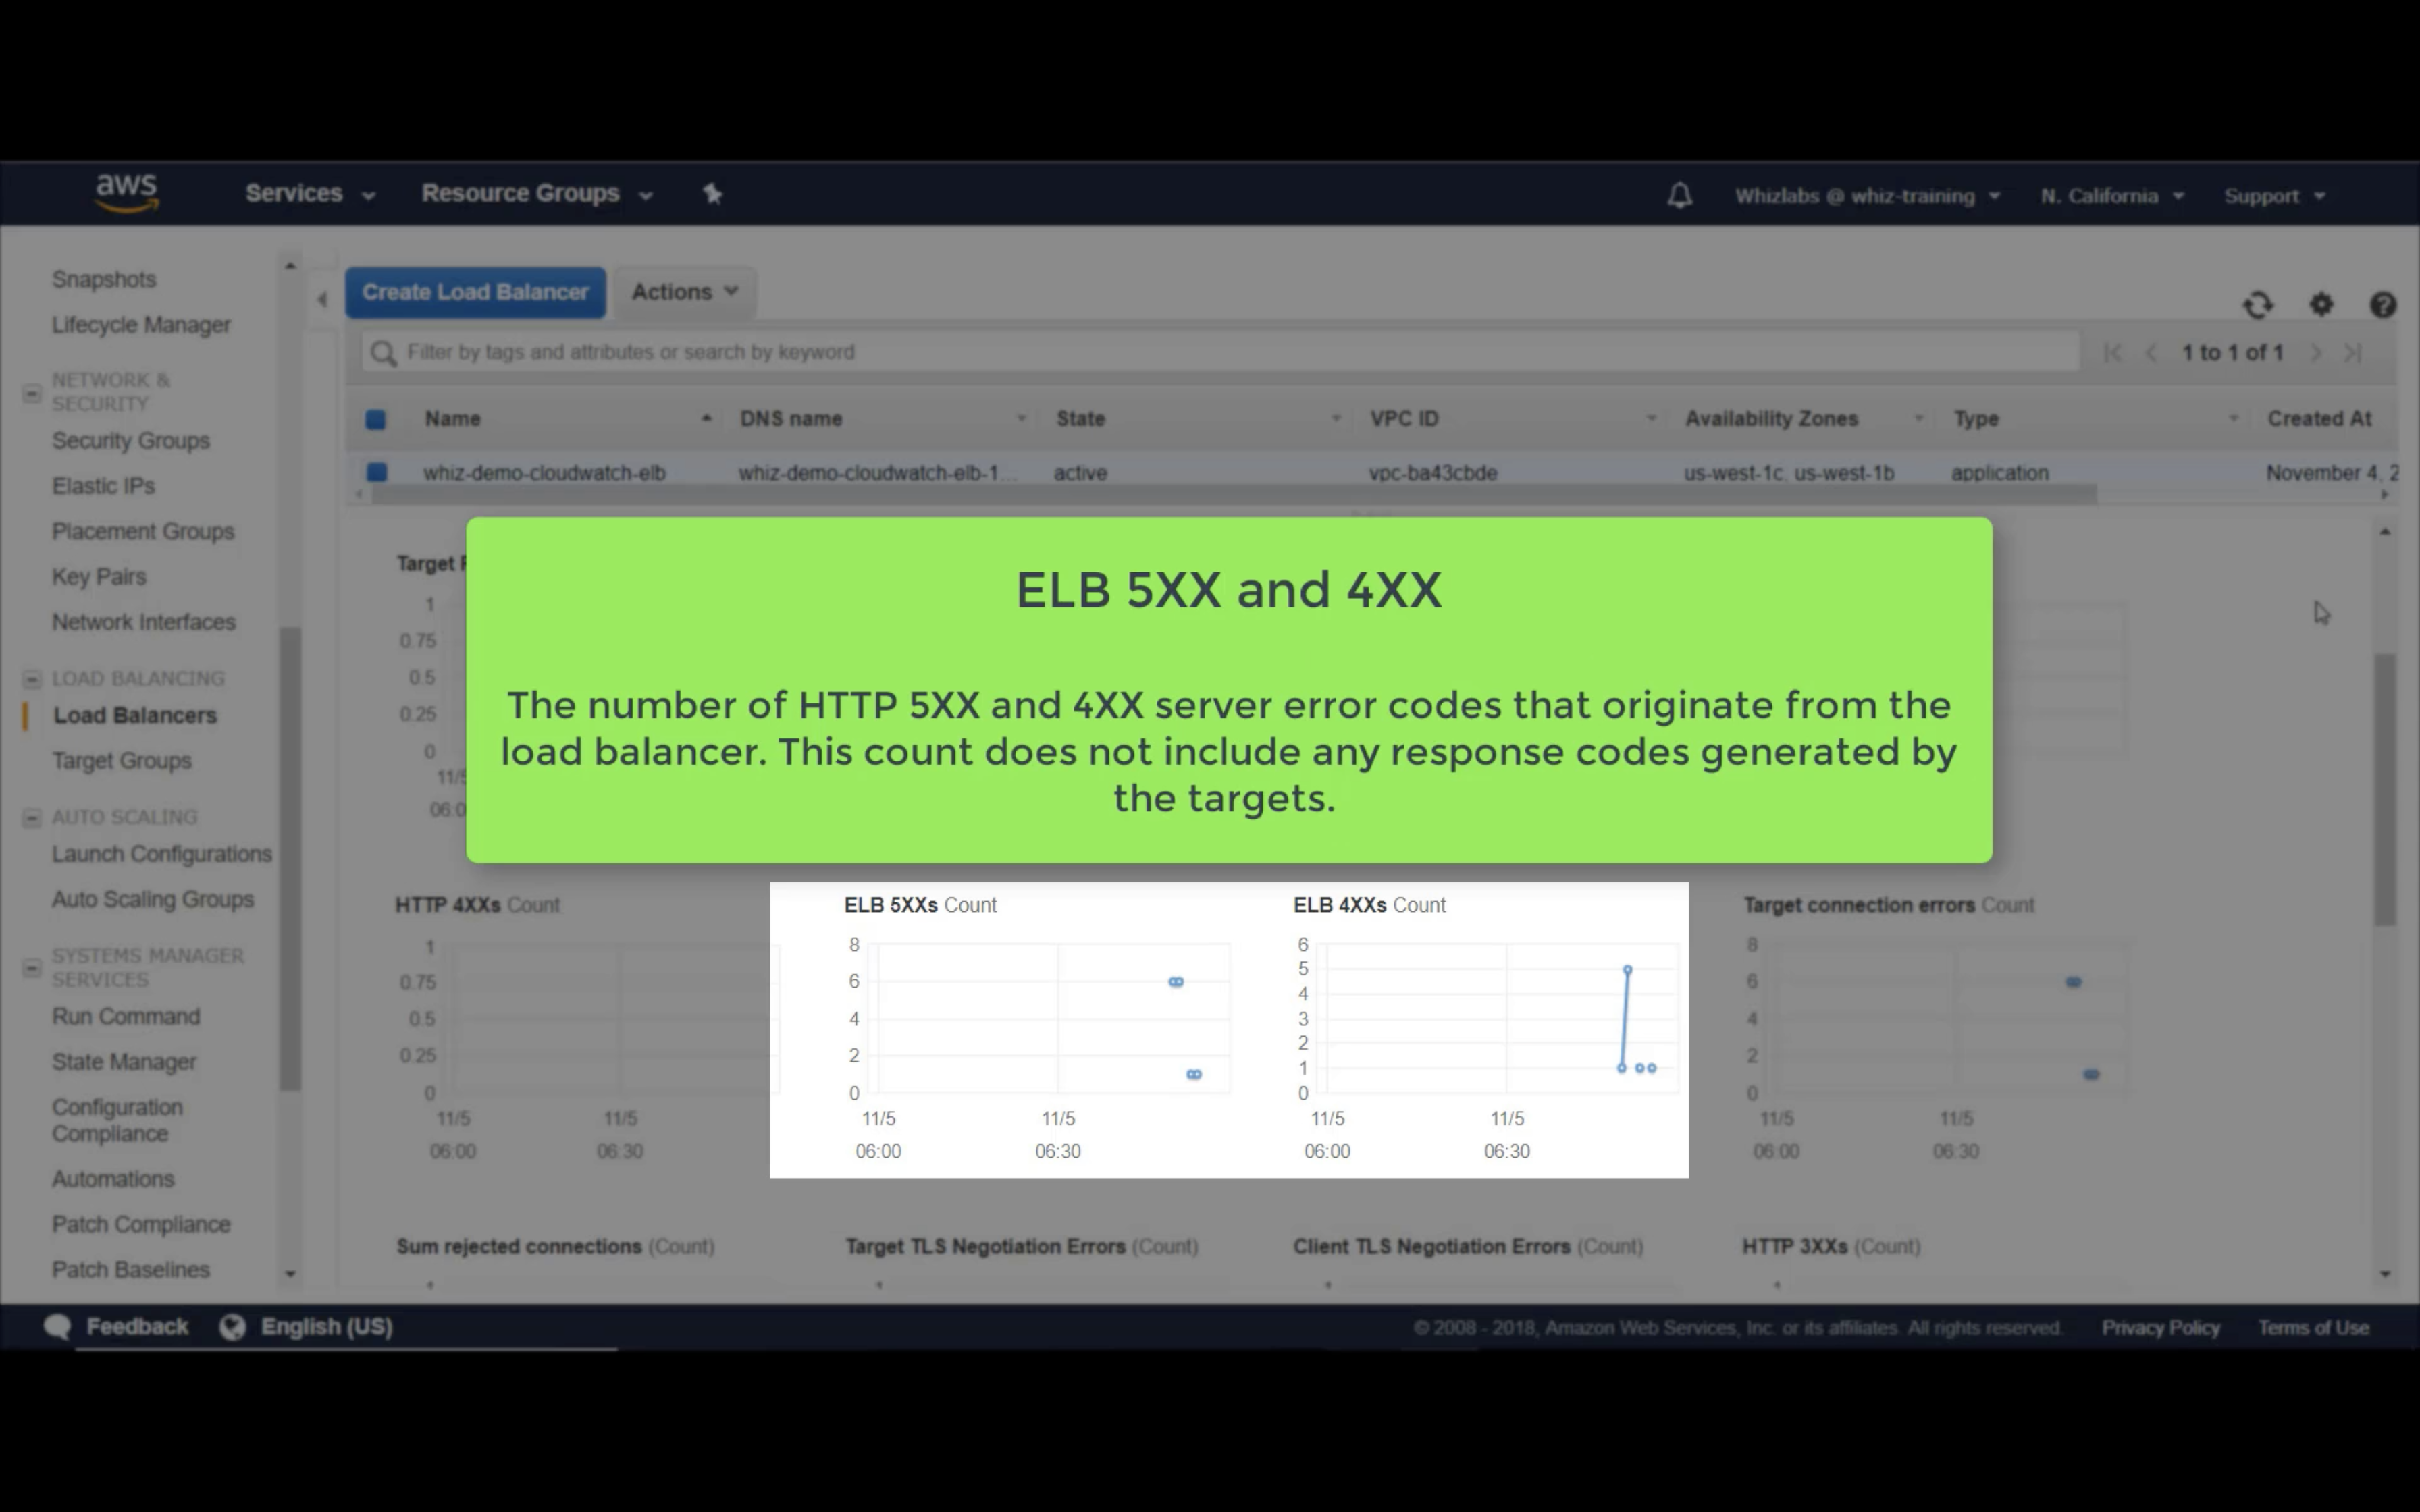 aws
Services
Resource Groups
Whizlabs @ whiz-training
N. California
Support
Snapshots
Lifecycle Manager
NETWORK &
SECURITY
Security Groups
Elastic IPs
Placement Groups
Key Pairs
Network Interfaces
LOAD BALANCING
Load Balancers
Target Groups
AUTO SCALING
Launch Configurations
Auto Scaling Groups
SYSTEMS MANAGER
SERVICES
Run Command
State Manager
Configuration
Compliance
Automations
Patch Compliance
Patch Baselines
Create Load Balancer
Actions
Filter by tags and attributes or search by keyword
1 to 1 of 1
Name DNS name State VPC ID Availability Zones Type Created At
whiz-demo-cloudwatch-elb whiz-demo-cloudwatch-elb-1... active vpc-ba43cbde us-west-1c, us-west-1b application November 4, 2
Target
1
0.75
0.5
0.25
0
11/5
06:0
ELB 5XX and 4XX
The number of HTTP 5XX and 4XX server error codes that originate from the
load balancer. This count does not include any response codes generated by
the targets.
HTTP 4XXs Count
1
0.75
0.5
0.25
0
11/5 11/5
06:00 06:30
ELB 5XXs Count
8
6
4
2
0
11/5 11/5
06:00 06:30
ELB 4XXs Count
6
5
4
3
2
1
0
11/5 11/5
06:00 06:30
Target connection errors Count
8
6
4
2
0
11/5 11/5
06:00 06:30
Sum rejected connections (Count)
Target TLS Negotiation Errors (Count)
Client TLS Negotiation Errors (Count)
HTTP 3XXs (Count)
Feedback
English (US)
© 2008 - 2018, Amazon Web Services, Inc. or its affiliates. All rights reserved.
Privacy Policy
Terms of Use